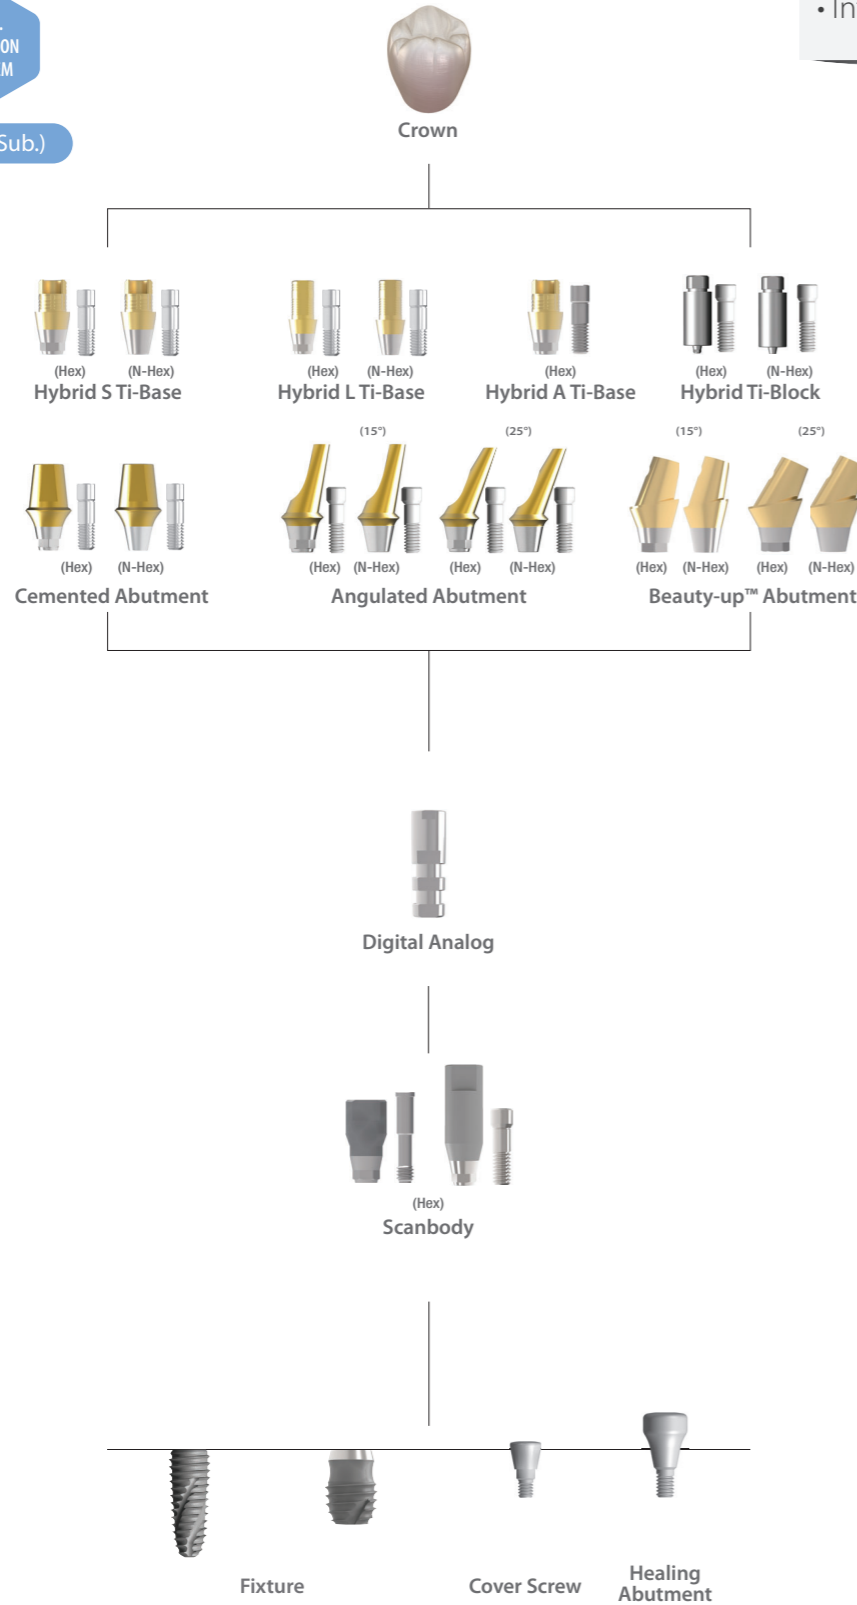 • In
ON
M
Sub.)
Crown
(Hex) (N-Hex)
Hybrid S Ti-Base
(Hex) (N-Hex)
Hybrid L Ti-Base
(Hex)
Hybrid A Ti-Base
(Hex) (N-Hex)
Hybrid Ti-Block
(Hex) (N-Hex)
Cemented Abutment
(15°) (25°)
(Hex) (N-Hex) (Hex) (N-Hex)
Angulated Abutment
(15°) (25°)
(Hex) (N-Hex) (Hex) (N-Hex)
Beauty-up™ Abutment
Digital Analog
(Hex)
Scanbody
Fixture
Cover Screw
Healing
Abutment